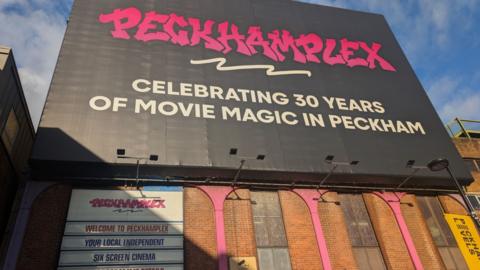 PECKHAMPLEX
CELEBRATING 30 YEARS
OF MOVIE MAGIC IN PECKHAM
PECKHAMPLEX
WELCOME TO PECKHAMPLEX
YOUR LOCAL INDEPENDENT
SIX SCREEN CINEMA